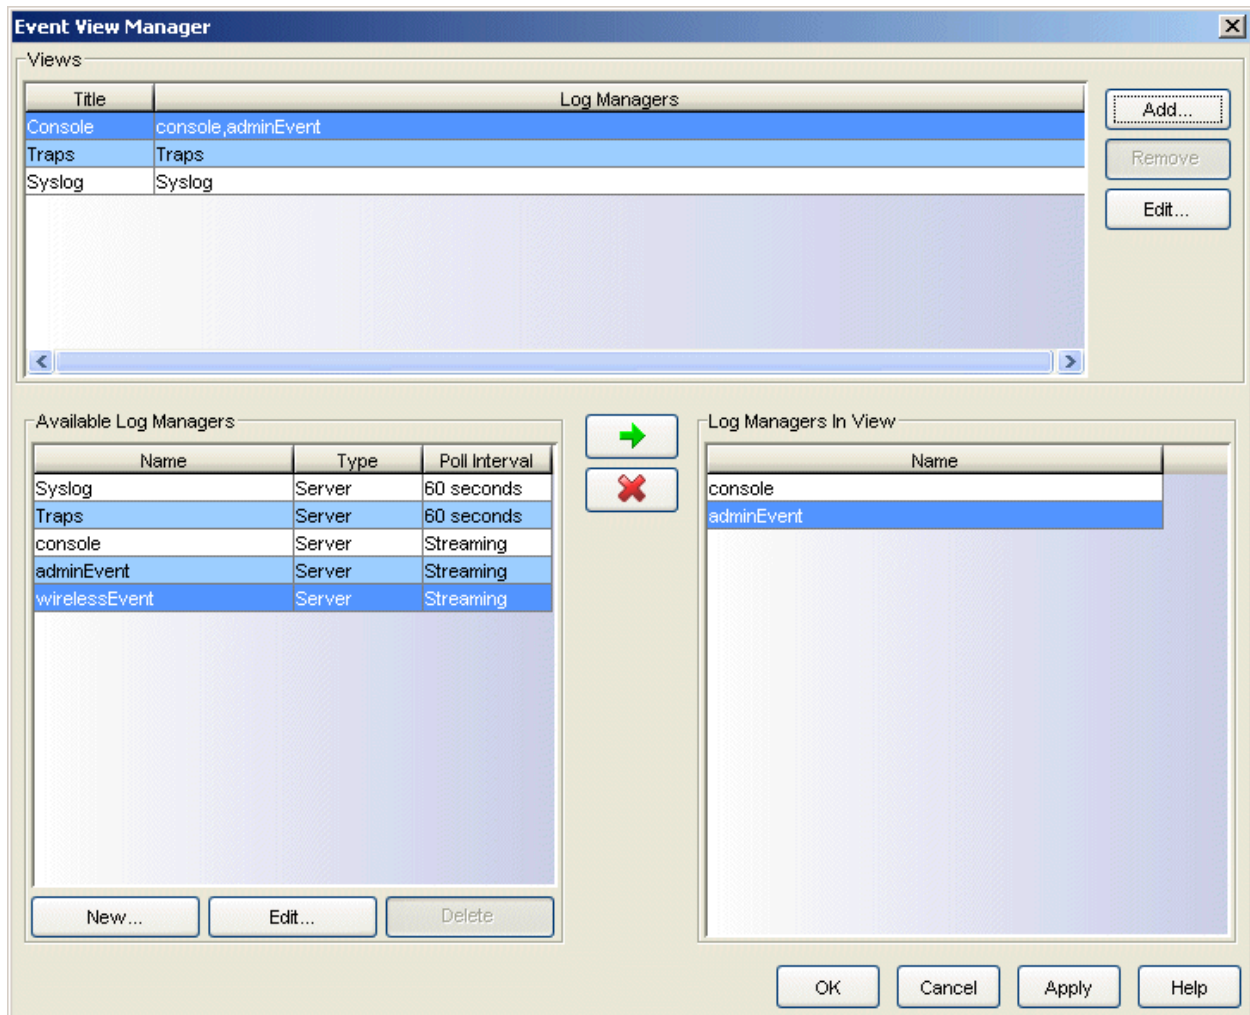 Event View Manager
Views
Title Log Managers
Console console,adminEvent
Traps Traps
Syslog Syslog
Add...
Remove
Edit...
Available Log Managers
Name Type Poll Interval
Syslog Server 60 seconds
Traps Server 60 seconds
console Server Streaming
adminEvent Server Streaming
wirelessEvent Server Streaming
New... Edit... Delete
Log Managers In View
Name
console
adminEvent
OK Cancel Apply Help